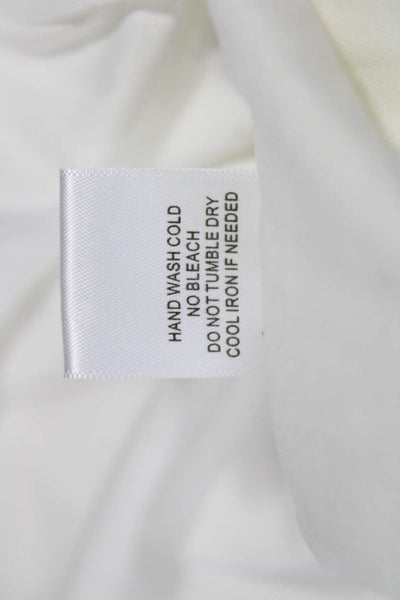 HAND WASH COLD
NO BLEACH
DO NOT TUMBLE DRY
COOL IRON IF NEEDED